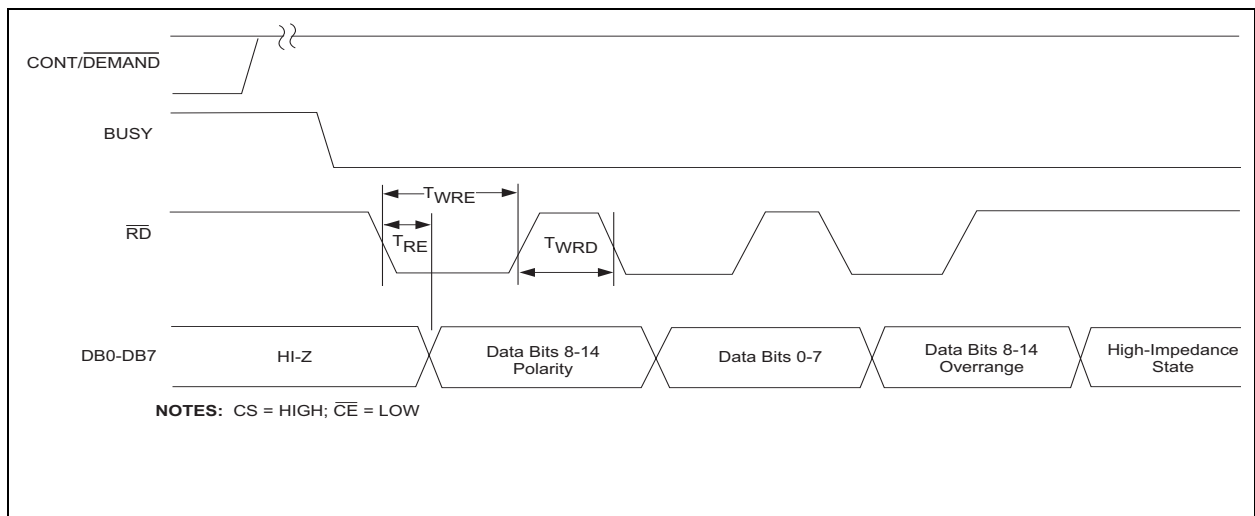 CONT/DEMAND
BUSY
TWRE
RD
TRE
TWRD
DB0-DB7
HI-Z
Data Bits 8-14
Polarity
Data Bits 0-7
Data Bits 8-14
Overrange
High-Impedance
State
NOTES: CS = HIGH; CE = LOW